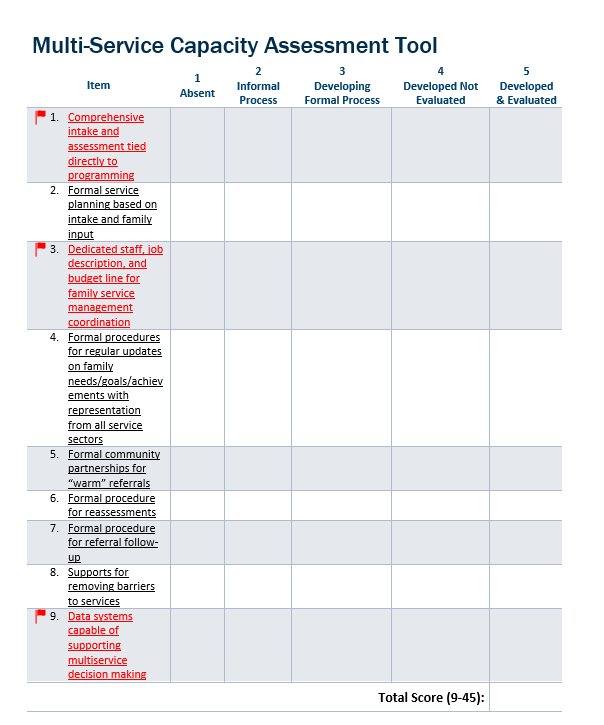 Multi-Service Capacity Assessment Tool
Item
1
Absent
2
Informal
Process
3
Developing
Formal Process
4
Developed Not
Evaluated
5
Developed
& Evaluated
1. Comprehensive
intake and
assessment tied
directly to
programming
2. Formal service
planning based on
intake and family
input
3. Dedicated staff, job
description, and
budget line for
family service
management
coordination
4. Formal procedures
for regular updates
on family
needs/goals/achiev
ements with
representation
from all service
sectors
5. Formal community
partnerships for
“warm” referrals
6. Formal procedure
for reassessments
7. Formal procedure
for referral follow-
up
8. Supports for
removing barriers
to services
9. Data systems
capable of
supporting
multiservice
decision making
Total Score (9-45):